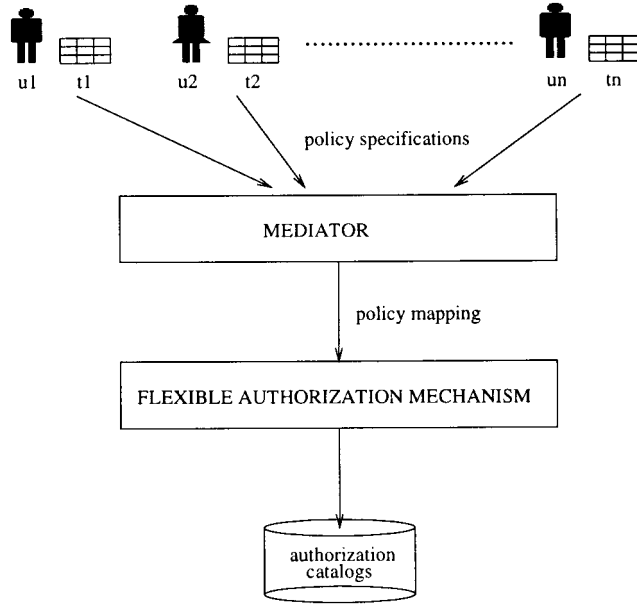 u1 t1 u2 t2 un tn
policy specifications
MEDIATOR
policy mapping
FLEXIBLE AUTHORIZATION MECHANISM
authorization
catalogs